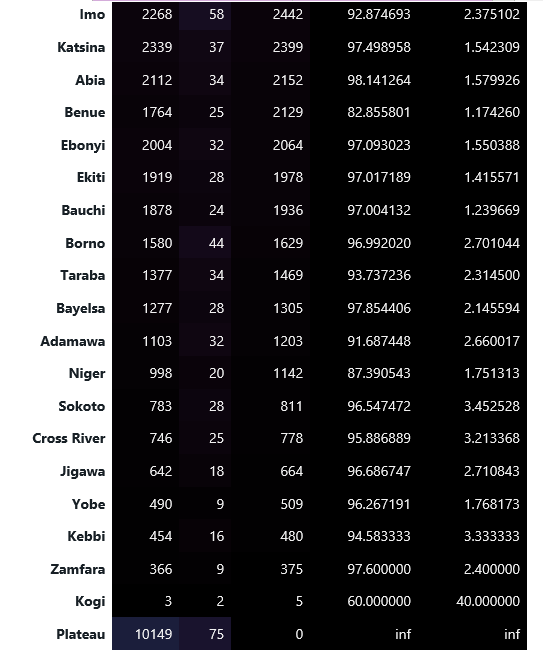 Imo 2268 58 2442 92.874693 2.375102
Katsina 2339 37 2399 97.498958 1.542309
Abia 2112 34 2152 98.141264 1.579926
Benue 1764 25 2129 82.855801 1.174260
Ebonyi 2004 32 2064 97.093023 1.550388
Ekiti 1919 28 1978 97.017189 1.415571
Bauchi 1878 24 1936 97.004132 1.239669
Borno 1580 44 1629 96.992020 2.701044
Taraba 1377 34 1469 93.737236 2.314500
Bayelsa 1277 28 1305 97.854406 2.145594
Adamawa 1103 32 1203 91.687448 2.660017
Niger 998 20 1142 87.390543 1.751313
Sokoto 783 28 811 96.547472 3.452528
Cross River 746 25 778 95.886889 3.213368
Jigawa 642 18 664 96.686747 2.710843
Yobe 490 9 509 96.267191 1.768173
Kebbi 454 16 480 94.583333 3.333333
Zamfara 366 9 375 97.600000 2.400000
Kogi 3 2 5 60.000000 40.000000
Plateau 10149 75 0 inf inf